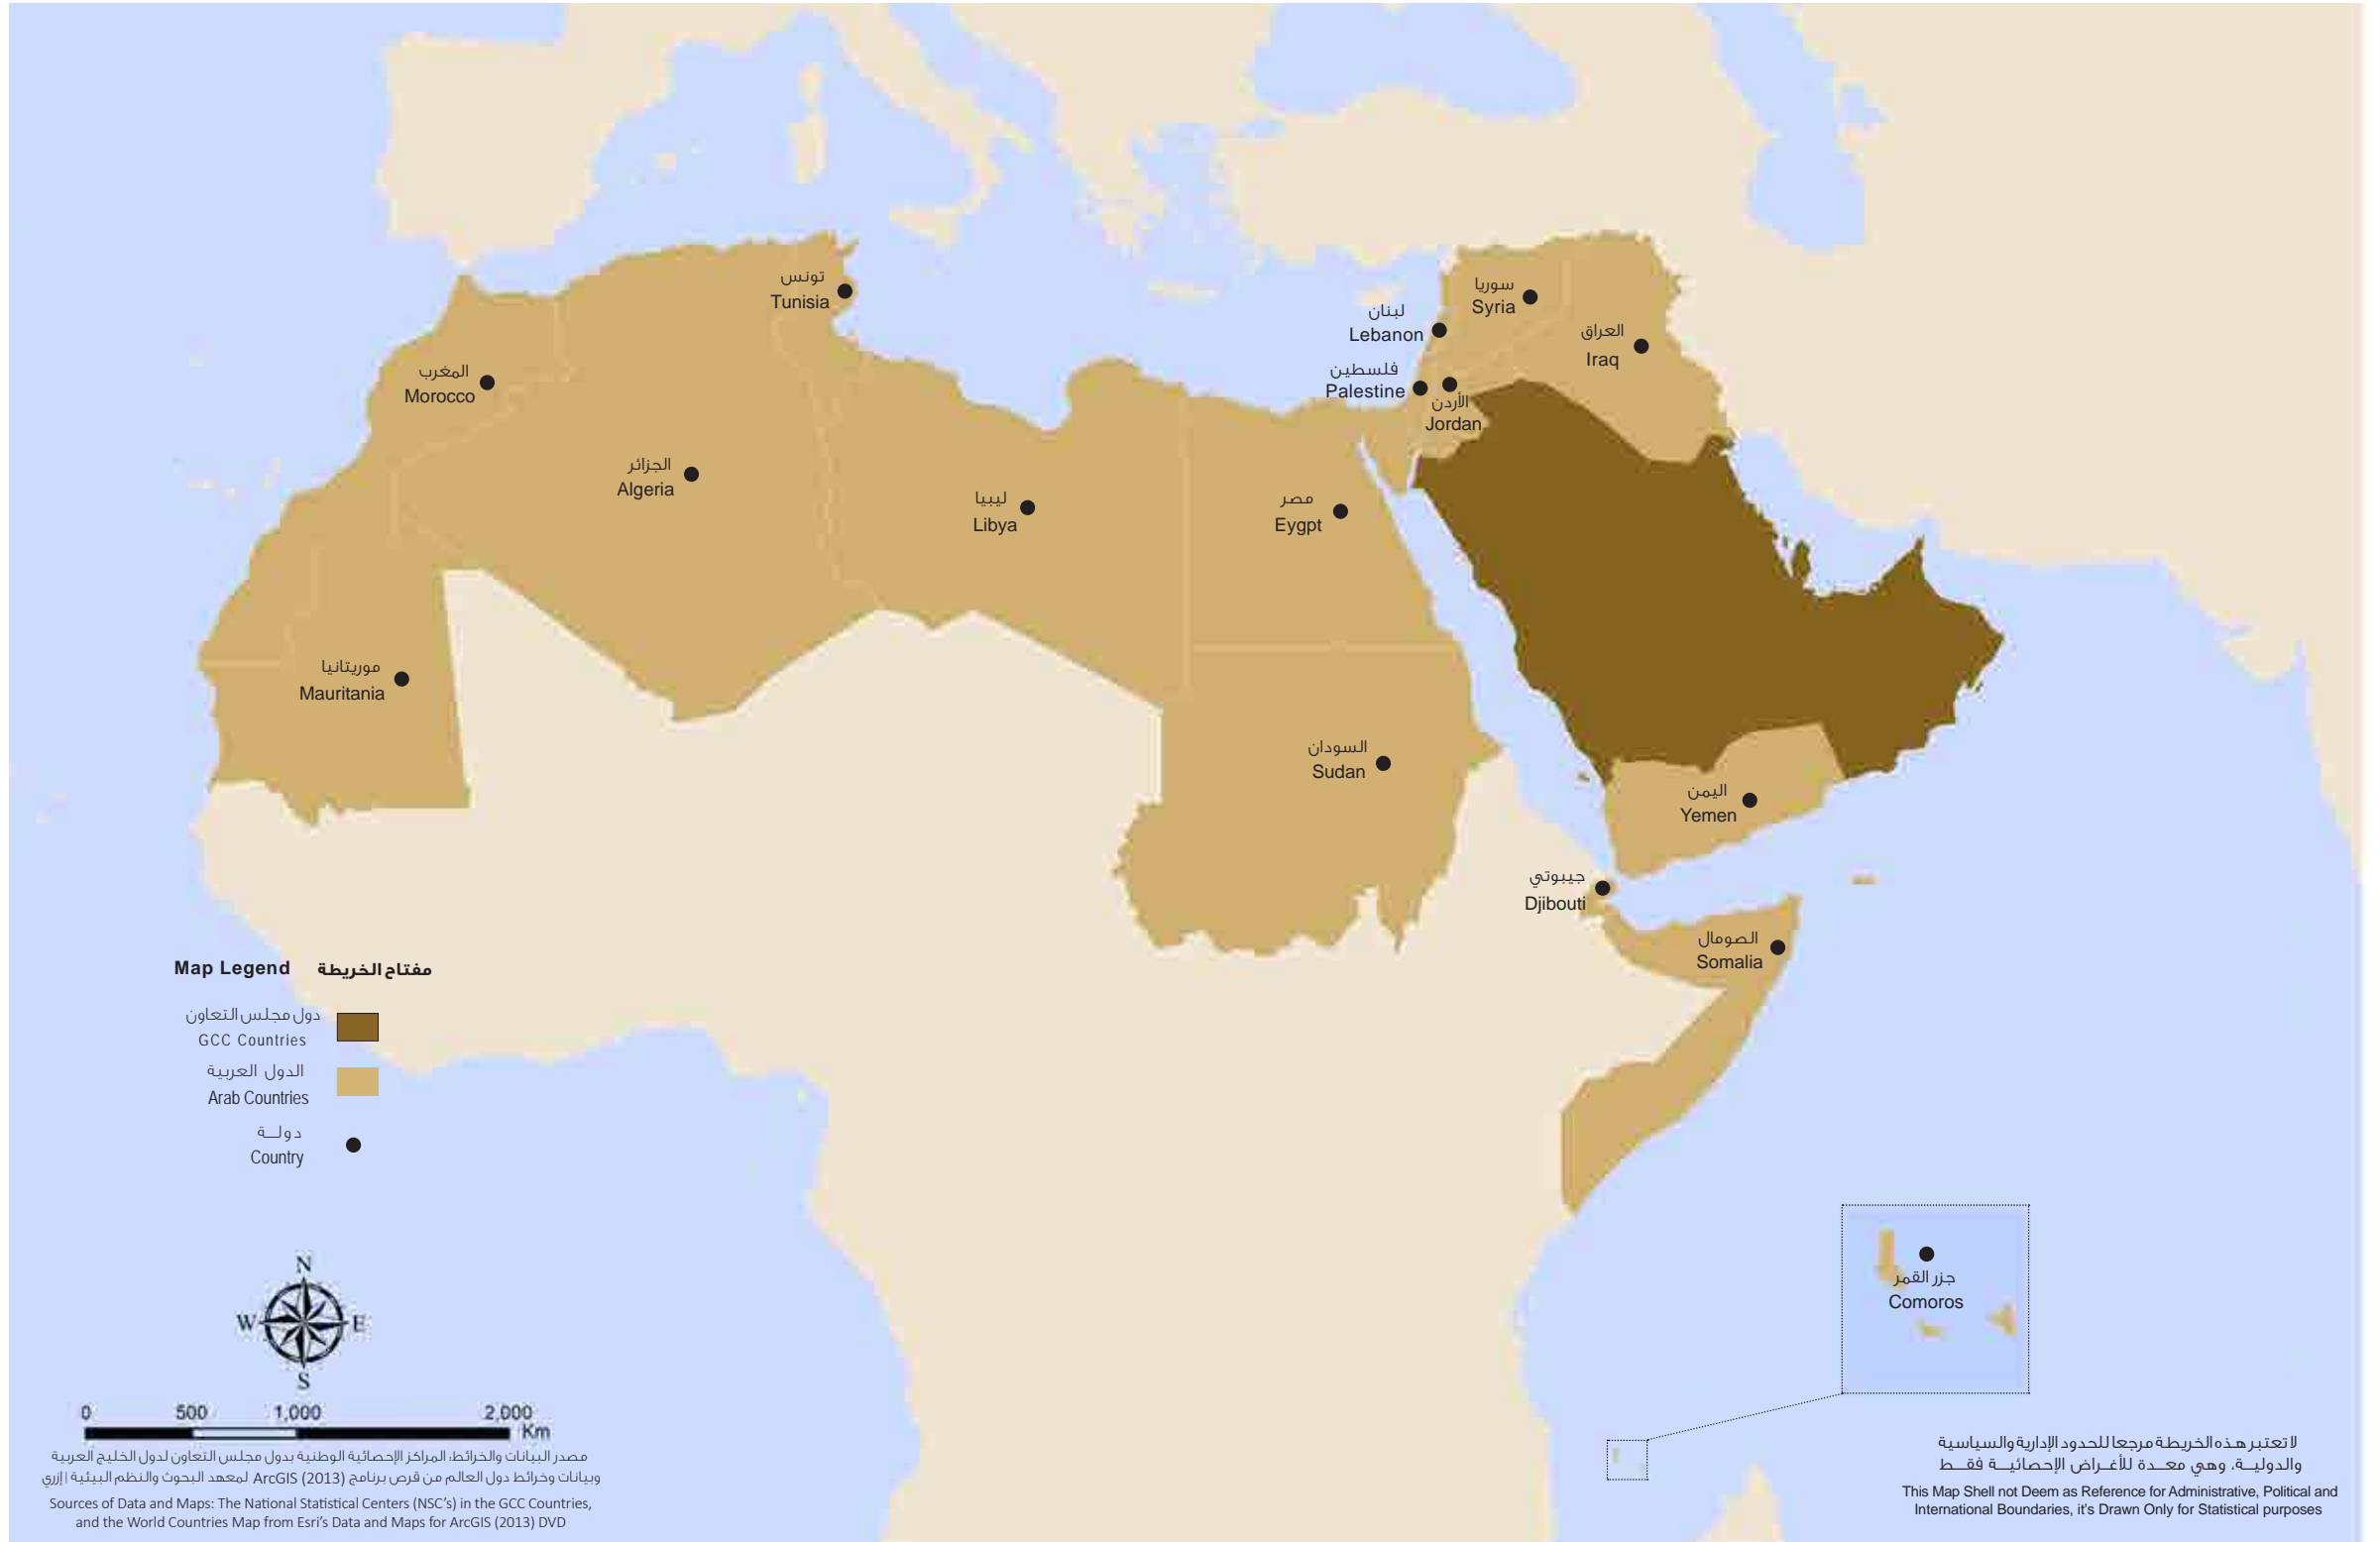 تونس
Tunisia
سوريا
Syria
لبنان
Lebanon
العراق
Iraq
فلسطين
Palestine
الأردن
Jordan
المغرب
Morocco
الجزائر
Algeria
ليبيا
Libya
مصر
Eygpt
موريتانيا
Mauritania
السودان
Sudan
اليمن
Yemen
جيبوتي
Djibouti
الصومال
Somalia
Map Legend مفتاح الخريطة
دول مجلس التعاون
GCC Countries
الدول العربية
Arab Countries
دولــة
Country
جزر القمر
Comoros
N
W E
S
0 500 1,000 2,000
Km
مصدر البيانات والخرائط: المراكز الإحصائية الوطنية بدول مجلس التعاون لدول الخليج العربية
وبيانات وخرائط دول العالم من قرص برنامج ArcGIS (2013) لمعهد البحوث والنظم البيئية | إزري
Sources of Data and Maps: The National Statistical Centers (NSC's) in the GCC Countries,
and the World Countries Map from Esri's Data and Maps for ArcGIS (2013) DVD
لا تعتبر هذه الخريطة مرجعا للحدود الإدارية والسياسية
والدوليــة، وهي معــدة للأغــراض الإحصائيــة فقــط
This Map Shell not Deem as Reference for Administrative, Political and
International Boundaries, it's Drawn Only for Statistical purposes